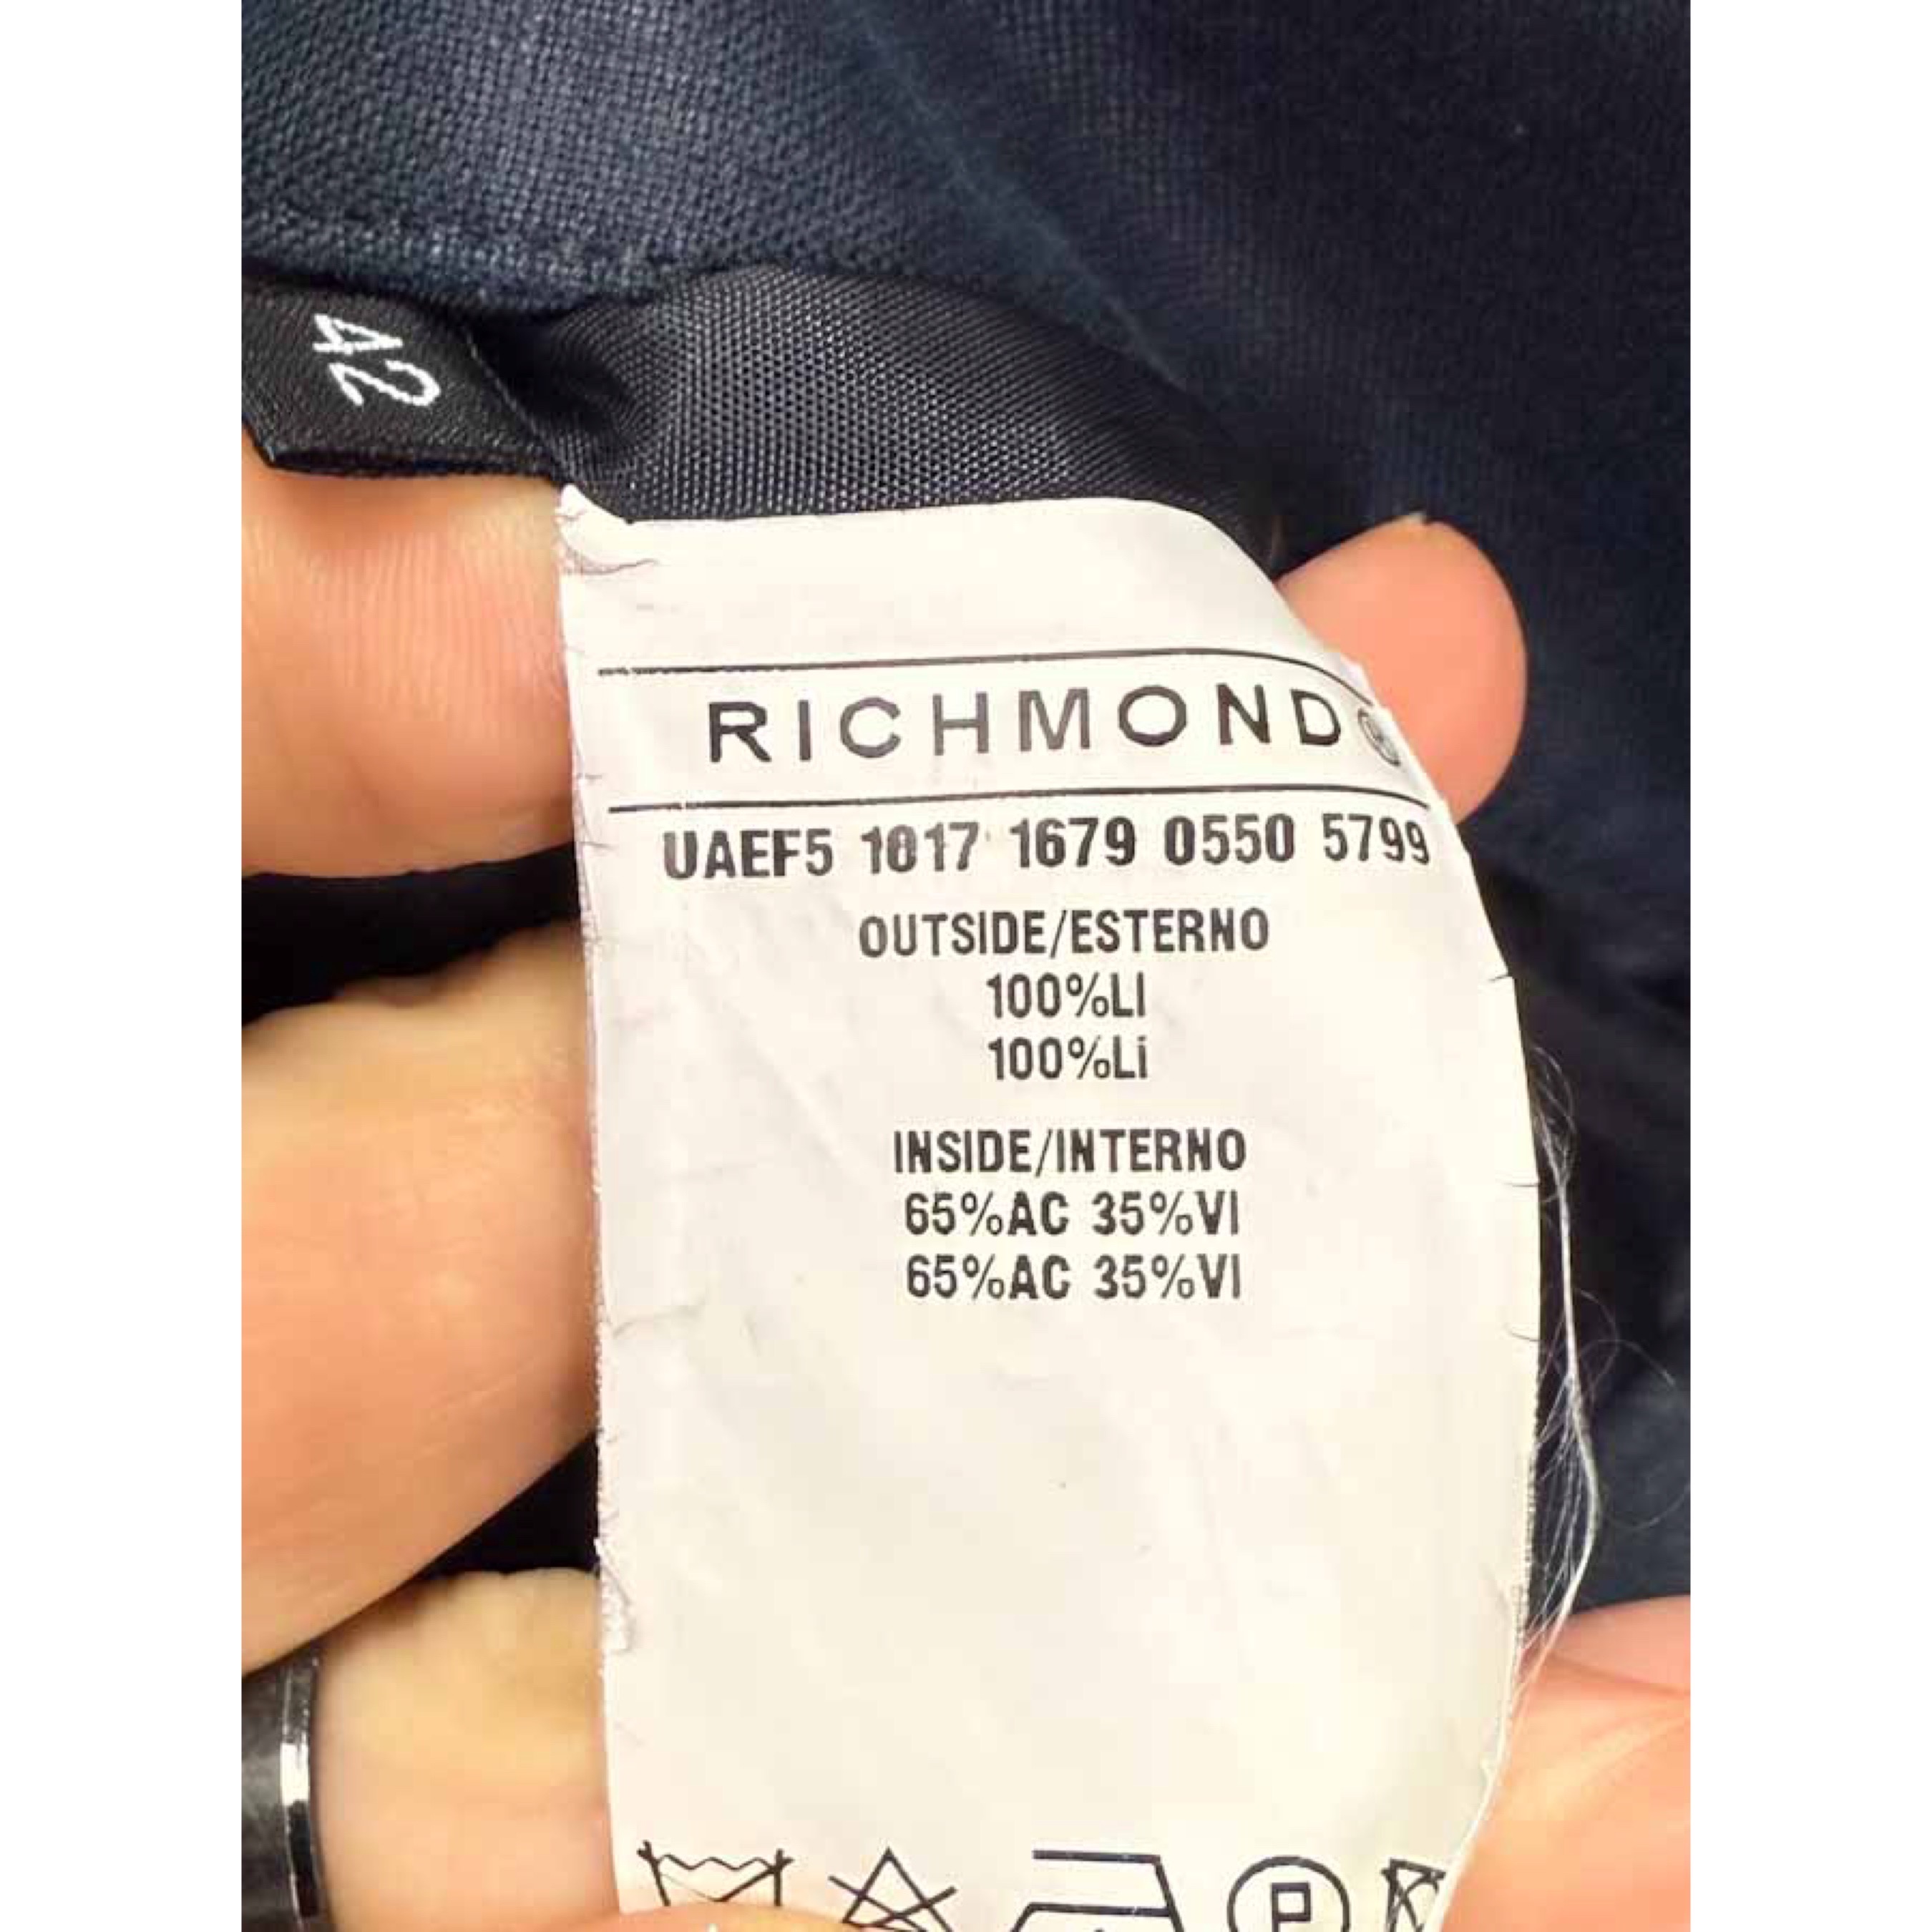 42
RICHMOND®
UAEF5 1017 1679 0550 5799
OUTSIDE/ESTERNO
100%LI
100%Li
INSIDE/INTERNO
65%AC 35%VI
65%AC 35%VI
P